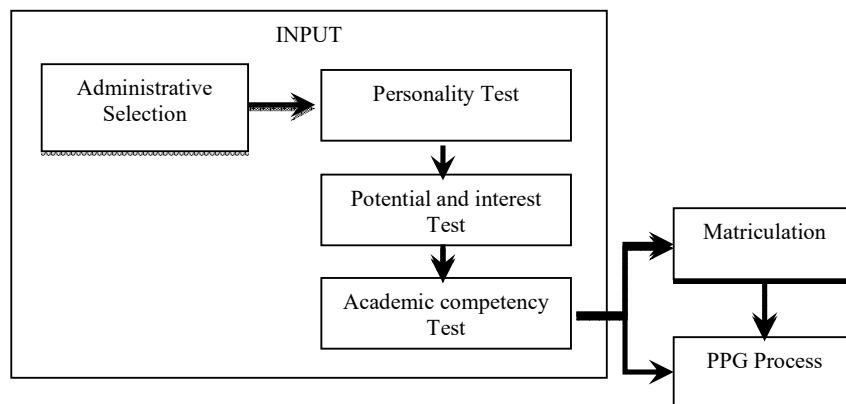 INPUT
Administrative
Selection
Personality Test
Potential and interest
Test
Academic competency
Test
Matriculation
PPG Process